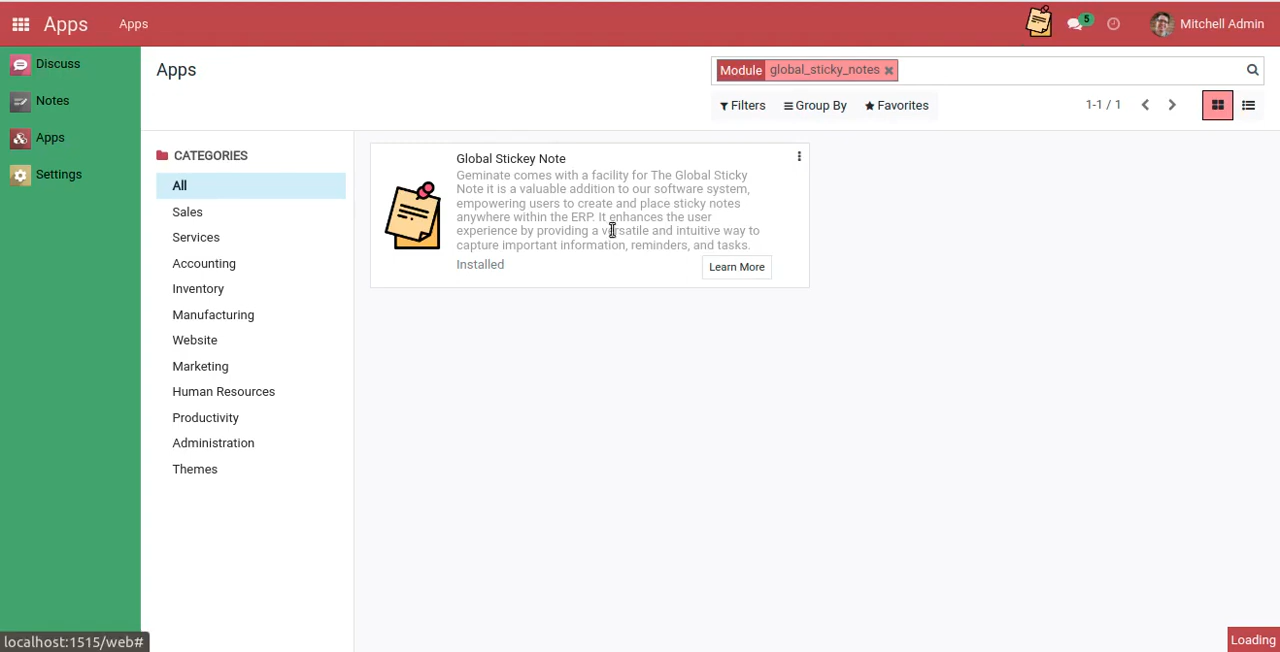 Apps
Apps
5
Mitchell Admin
Discuss
Notes
Apps
Settings
Apps
Module global_sticky_notes
Filters
Group By
Favorites
1-1 / 1
CATEGORIES
All
Sales
Services
Accounting
Inventory
Manufacturing
Website
Marketing
Human Resources
Productivity
Administration
Themes
Global Stickey Note
Geminate comes with a facility for The Global Sticky
Note it is a valuable addition to our software system,
empowering users to create and place sticky notes
anywhere within the ERP. It enhances the user
experience by providing a versatile and intuitive way to
capture important information, reminders, and tasks.
Installed
Learn More
localhost:1515/web#
Loading